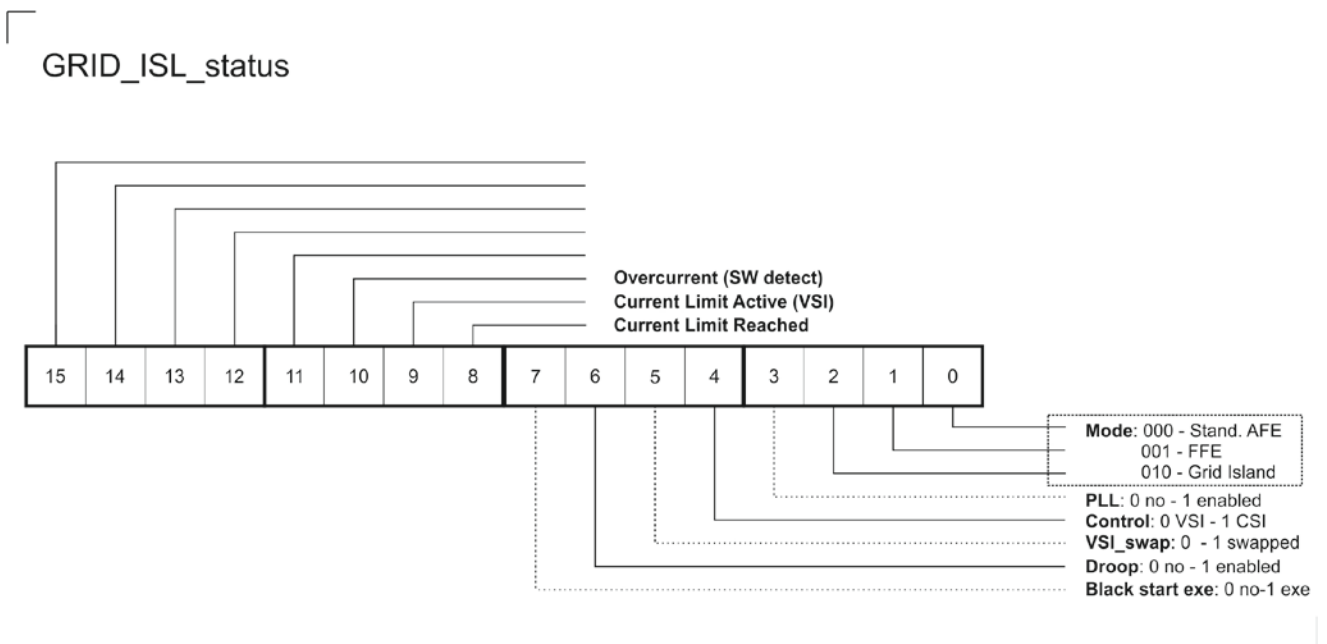 GRID_ISL_status
Overcurrent (SW detect)
Current Limit Active (VSI)
Current Limit Reached
15 14 13 12 11 10 9 8 7 6 5 4 3 2 1 0
Mode: 000 - Stand. AFE
001 - FFE
010 - Grid Island
PLL: 0 no - 1 enabled
Control: 0 VSI - 1 CSI
VSI_swap: 0 - 1 swapped
Droop: 0 no - 1 enabled
Black start exe: 0 no-1 exe